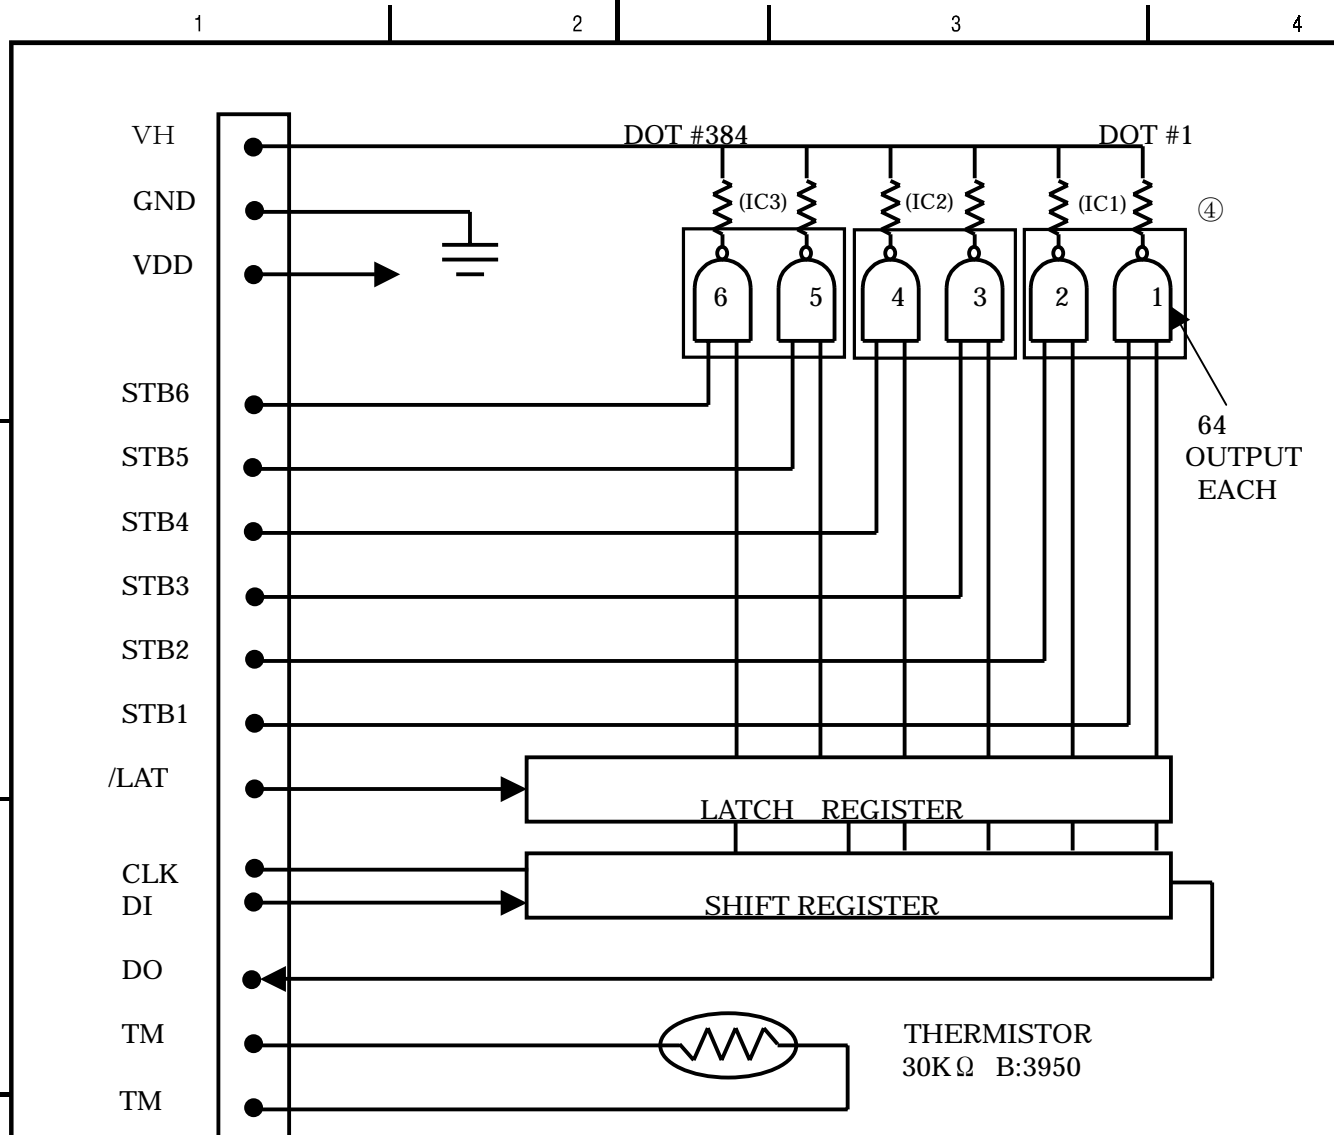 1 2 3 4
VH DOT #384 DOT #1
GND (IC3) (IC2) (IC1) ④
VDD
6 5 4 3 2 1
STB6
64
STB5 OUTPUT
EACH
STB4
STB3
STB2
STB1
/LAT
LATCH REGISTER
CLK
DI SHIFT REGISTER
DO
TM THERMISTOR
30KΩ B:3950
TM